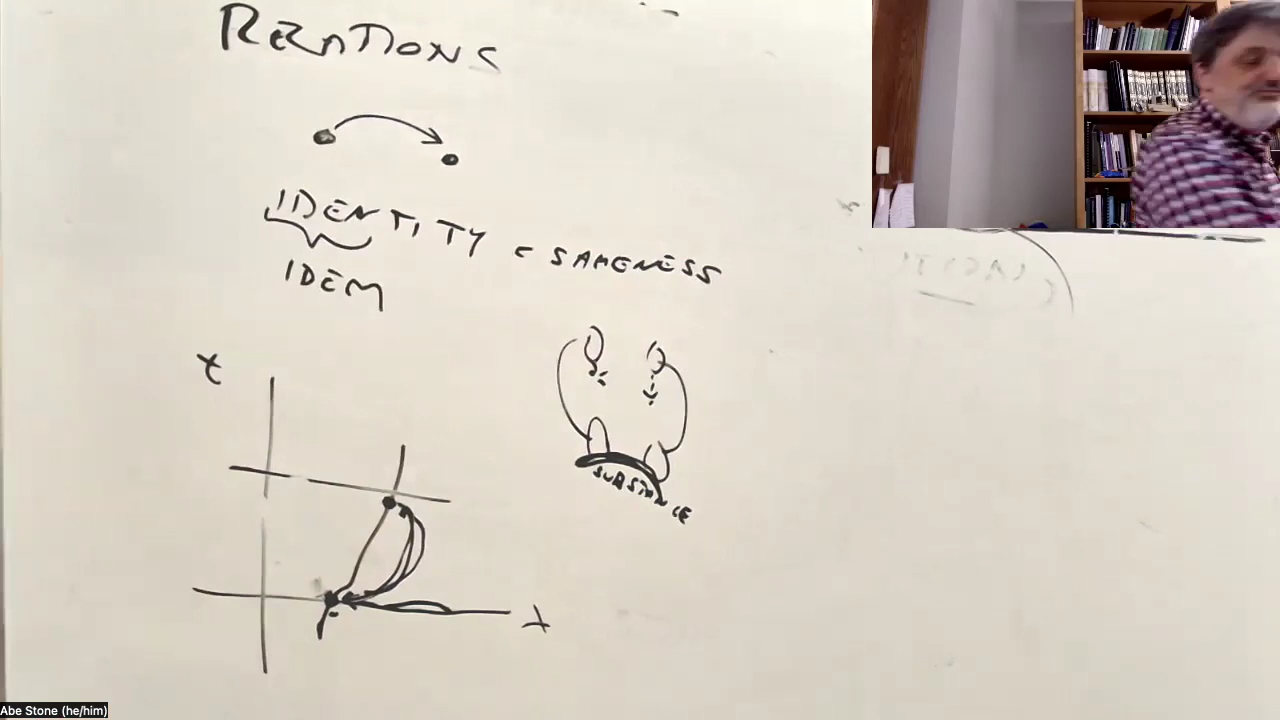 RELATIONS
IDENTITY = SAMENESS
IDEM
t
SUBSTANCE
x
Abe Stone (he/him)